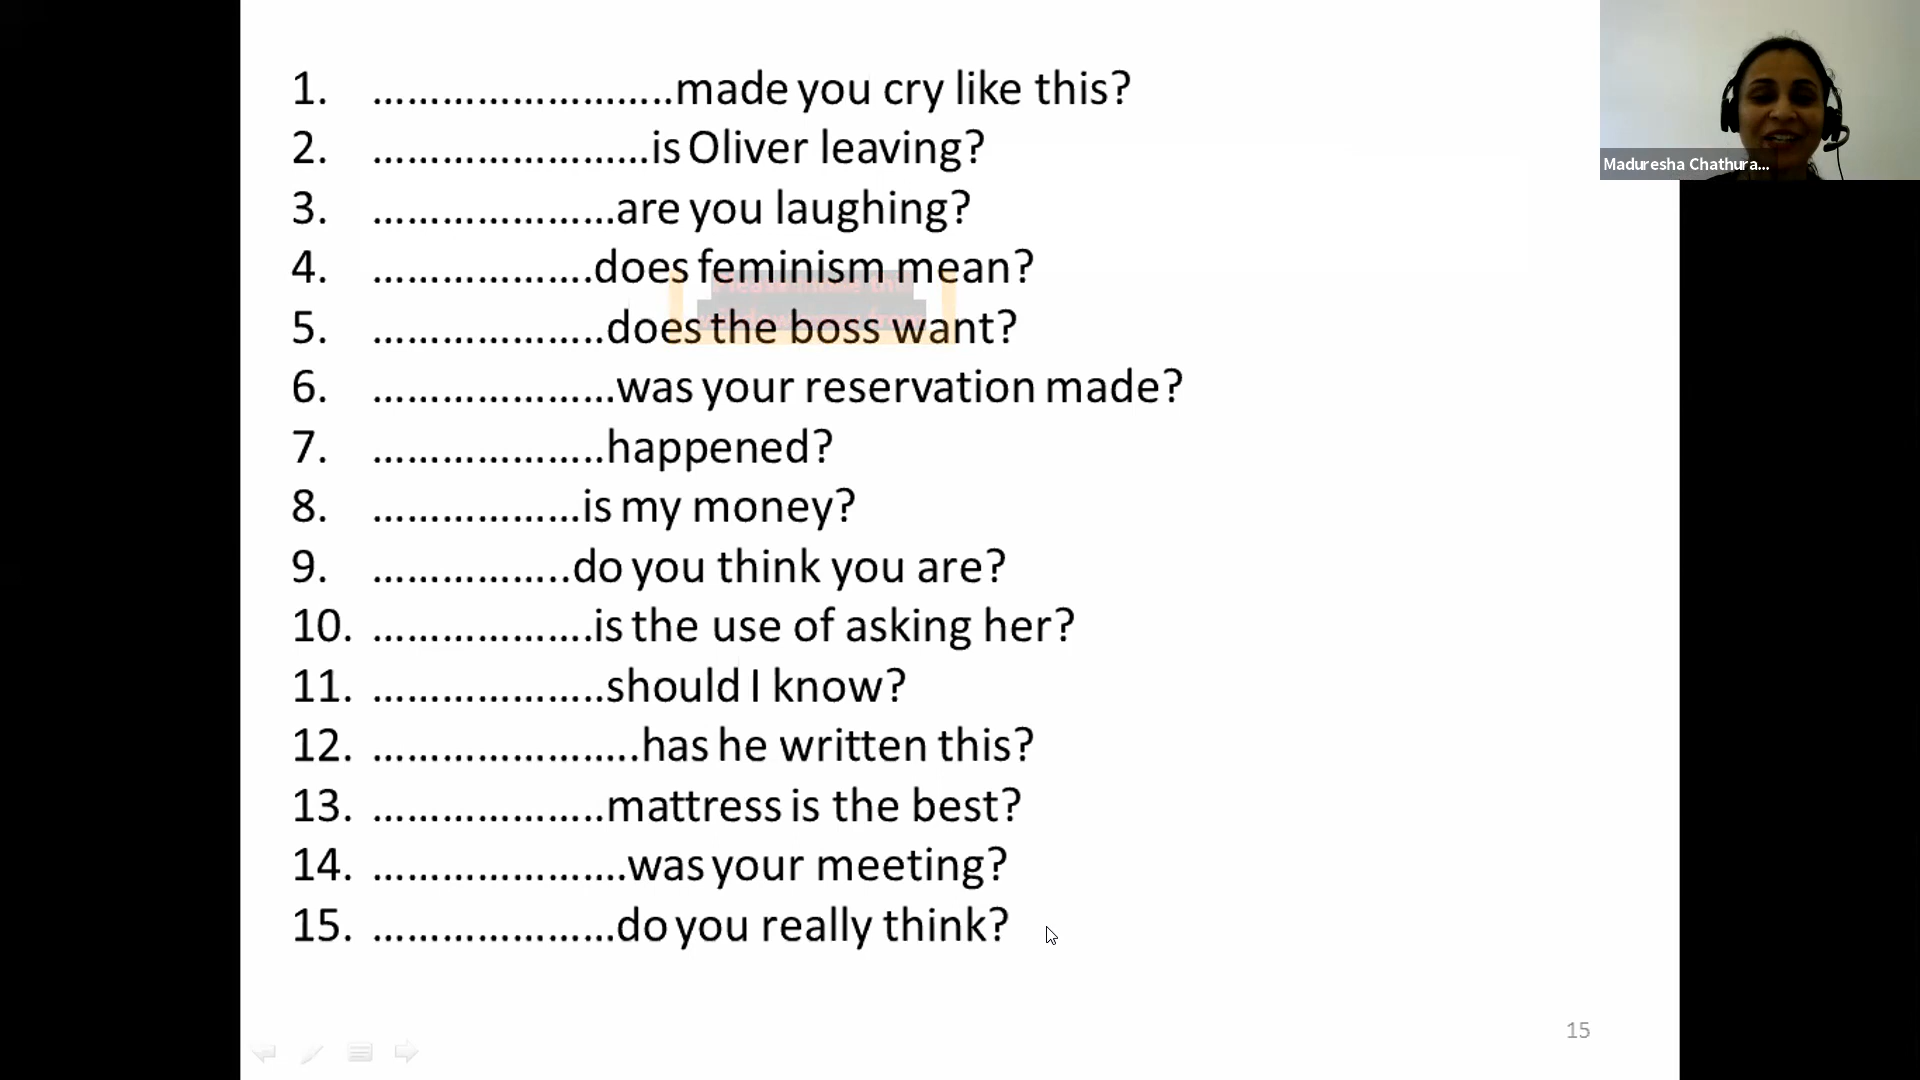 1. ..........................made you cry like this?
2. ........................is Oliver leaving?
3. .....................are you laughing?
4. ...................does feminism mean?
5. ....................does the boss want?
6. .....................was your reservation made?
7. ....................happened?
8. ..................is my money?
9. .................do you think you are?
10. ...................is the use of asking her?
11. ....................should I know?
12. .......................has he written this?
13. ....................mattress is the best?
14. ......................was your meeting?
15. .....................do you really think?
15
Maduresha Chathura...